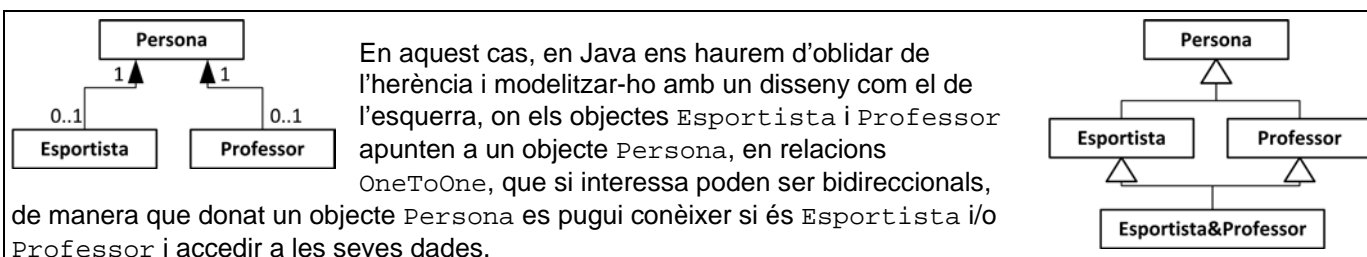 Persona
1
1
0..1
0..1
Esportista
Professor
En aquest cas, en Java ens haurem d'oblidar de
l'herència i modelitzar-ho amb un disseny com el de
l'esquerra, on els objectes Esportista i Professor
apunten a un objecte Persona, en relacions
OneToOne, que si interessa poden ser bidireccionals,
de manera que donat un objecte Persona es pugui conèixer si és Esportista i/o
Professor i accedir a les seves dades.
Persona
Esportista
Professor
Esportista&Professor